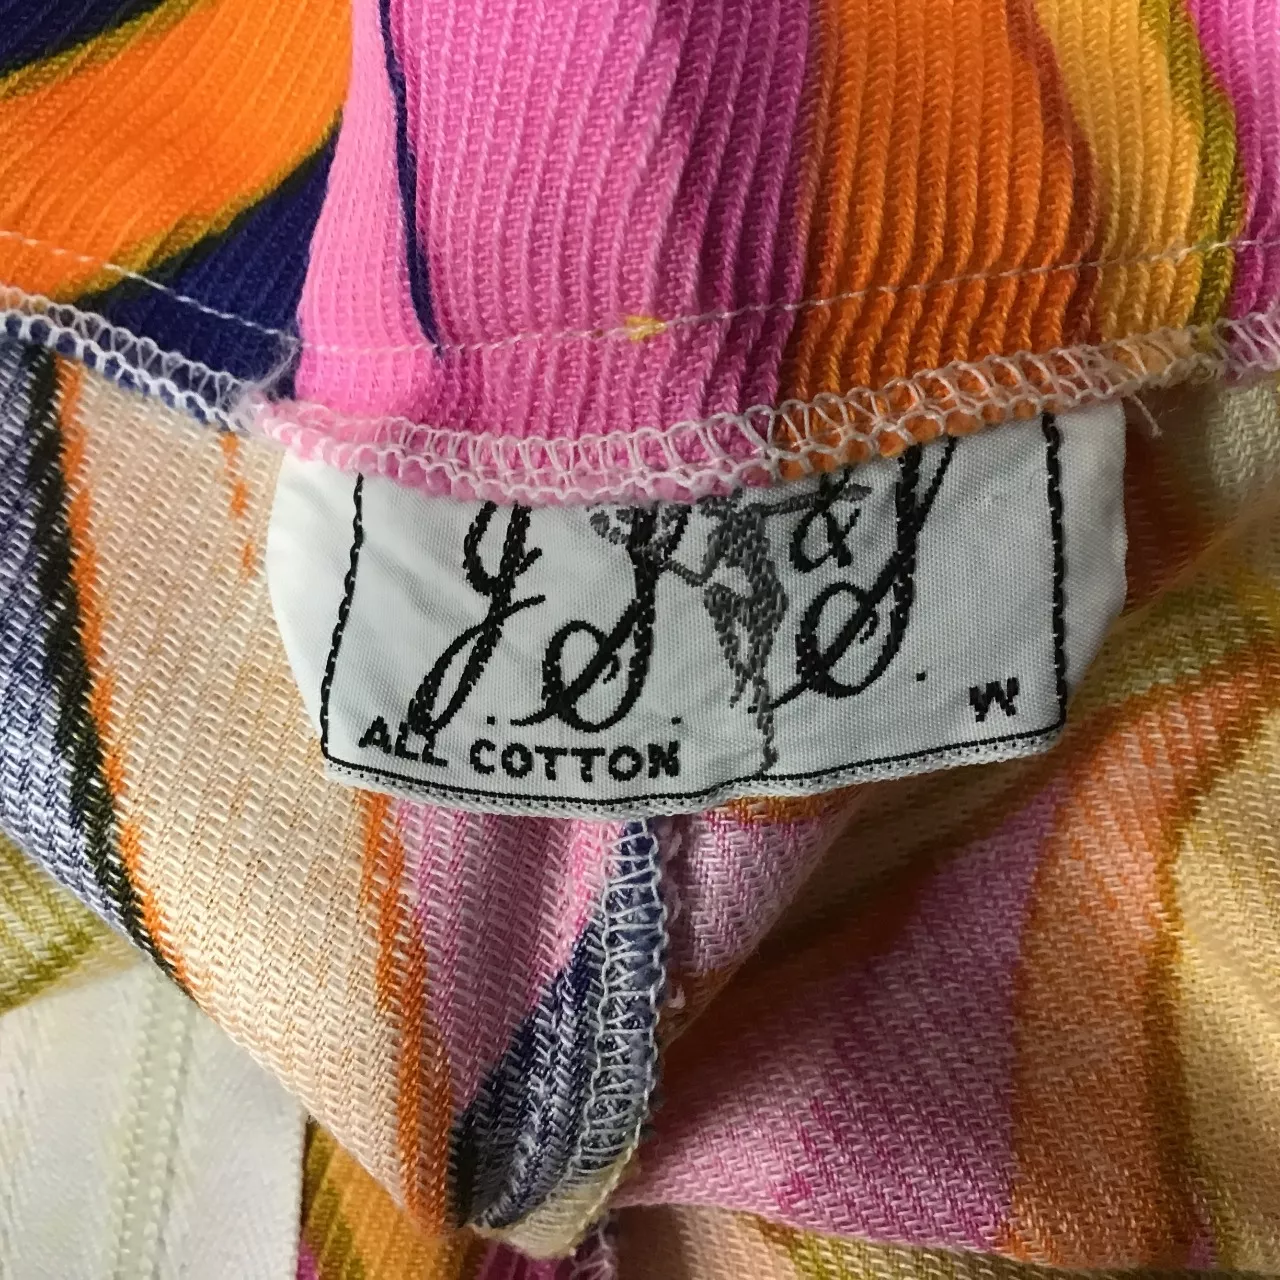 J.S. & S.
ALL COTTON
W